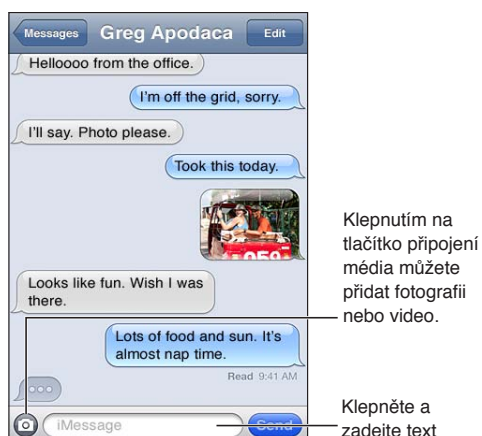 Messages Greg Apodaca Edit
Helloooo from the office.
I'm off the grid, sorry.
I'll say. Photo please.
Took this today.
059
Looks like fun. Wish I was
there.
Lots of food and sun. It's
almost nap time.
Read 9:41 AM
iMessage Send
Klepnutím na
tlačítko připojení
média můžete
přidat fotografii
nebo video.
Klepněte a
zadejte text